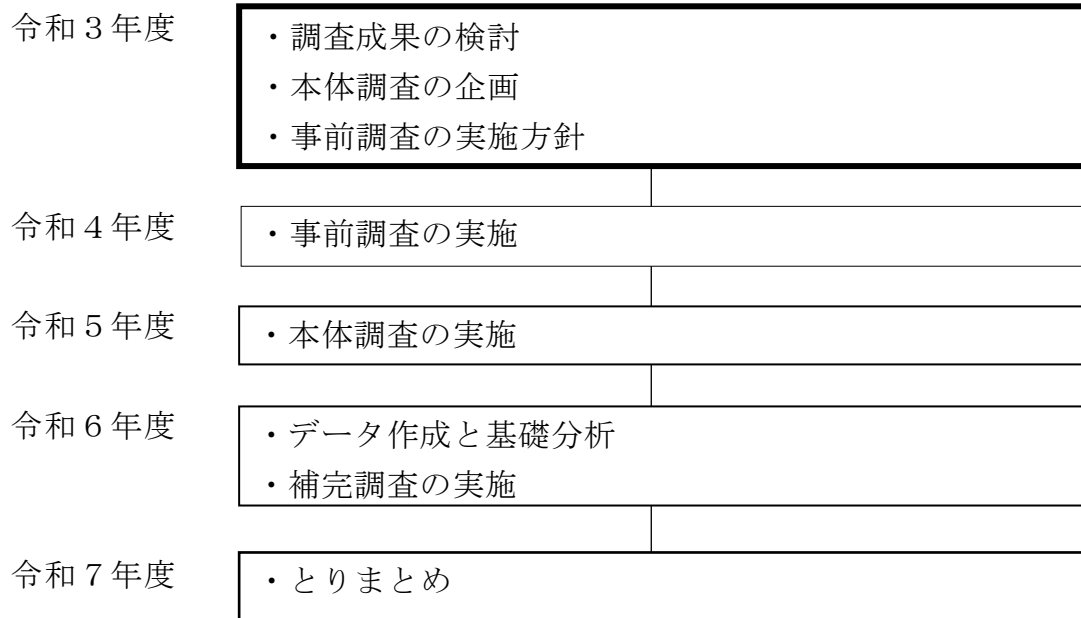 令和３年度
・調査成果の検討
・本体調査の企画
・事前調査の実施方針
令和４年度
・事前調査の実施
令和５年度
・本体調査の実施
令和６年度
・データ作成と基礎分析
・補完調査の実施
令和７年度
・とりまとめ